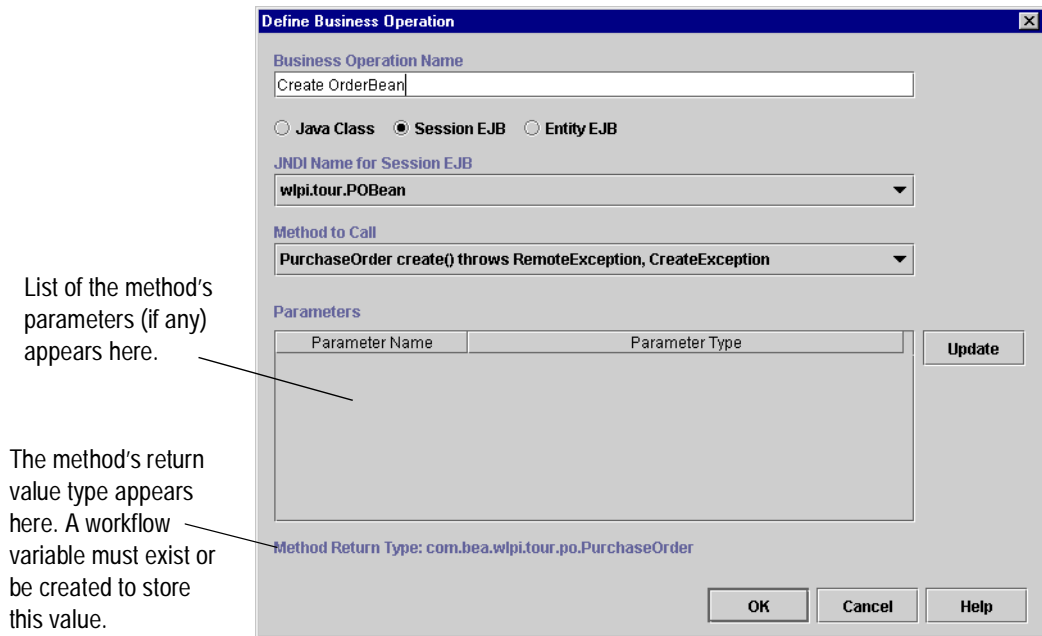 Define Business Operation
Business Operation Name
Create OrderBean
Java Class Session EJB Entity EJB
JNDI Name for Session EJB
wlpi.tour.POBean
Method to Call
PurchaseOrder create() throws RemoteException, CreateException
List of the method's
parameters (if any)
appears here.
Parameters
Parameter Name Parameter Type
Update
The method's return
value type appears
here. A workflow
variable must exist or
be created to store
this value.
Method Return Type: com.bea.wlpi.tour.po.PurchaseOrder
OK Cancel Help